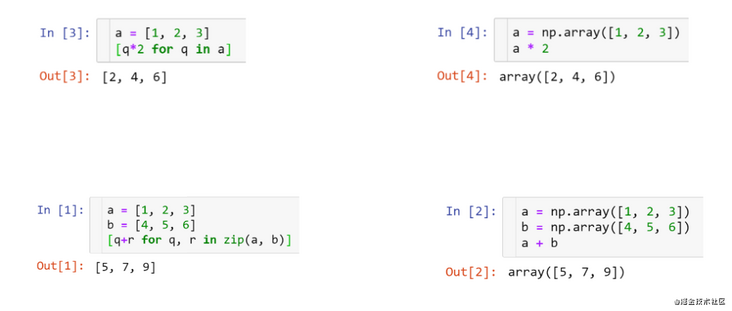 In [3]: a = [1, 2, 3]
[q*2 for q in a]
Out[3]: [2, 4, 6]
In [4]: a = np.array([1, 2, 3])
a * 2
Out[4]: array([2, 4, 6])
In [1]: a = [1, 2, 3]
b = [4, 5, 6]
[q+r for q, r in zip(a, b)]
Out[1]: [5, 7, 9]
In [2]: a = np.array([1, 2, 3])
b = np.array([4, 5, 6])
a + b
Out[2]: array([5, 7, 9])
@掘金技术社区